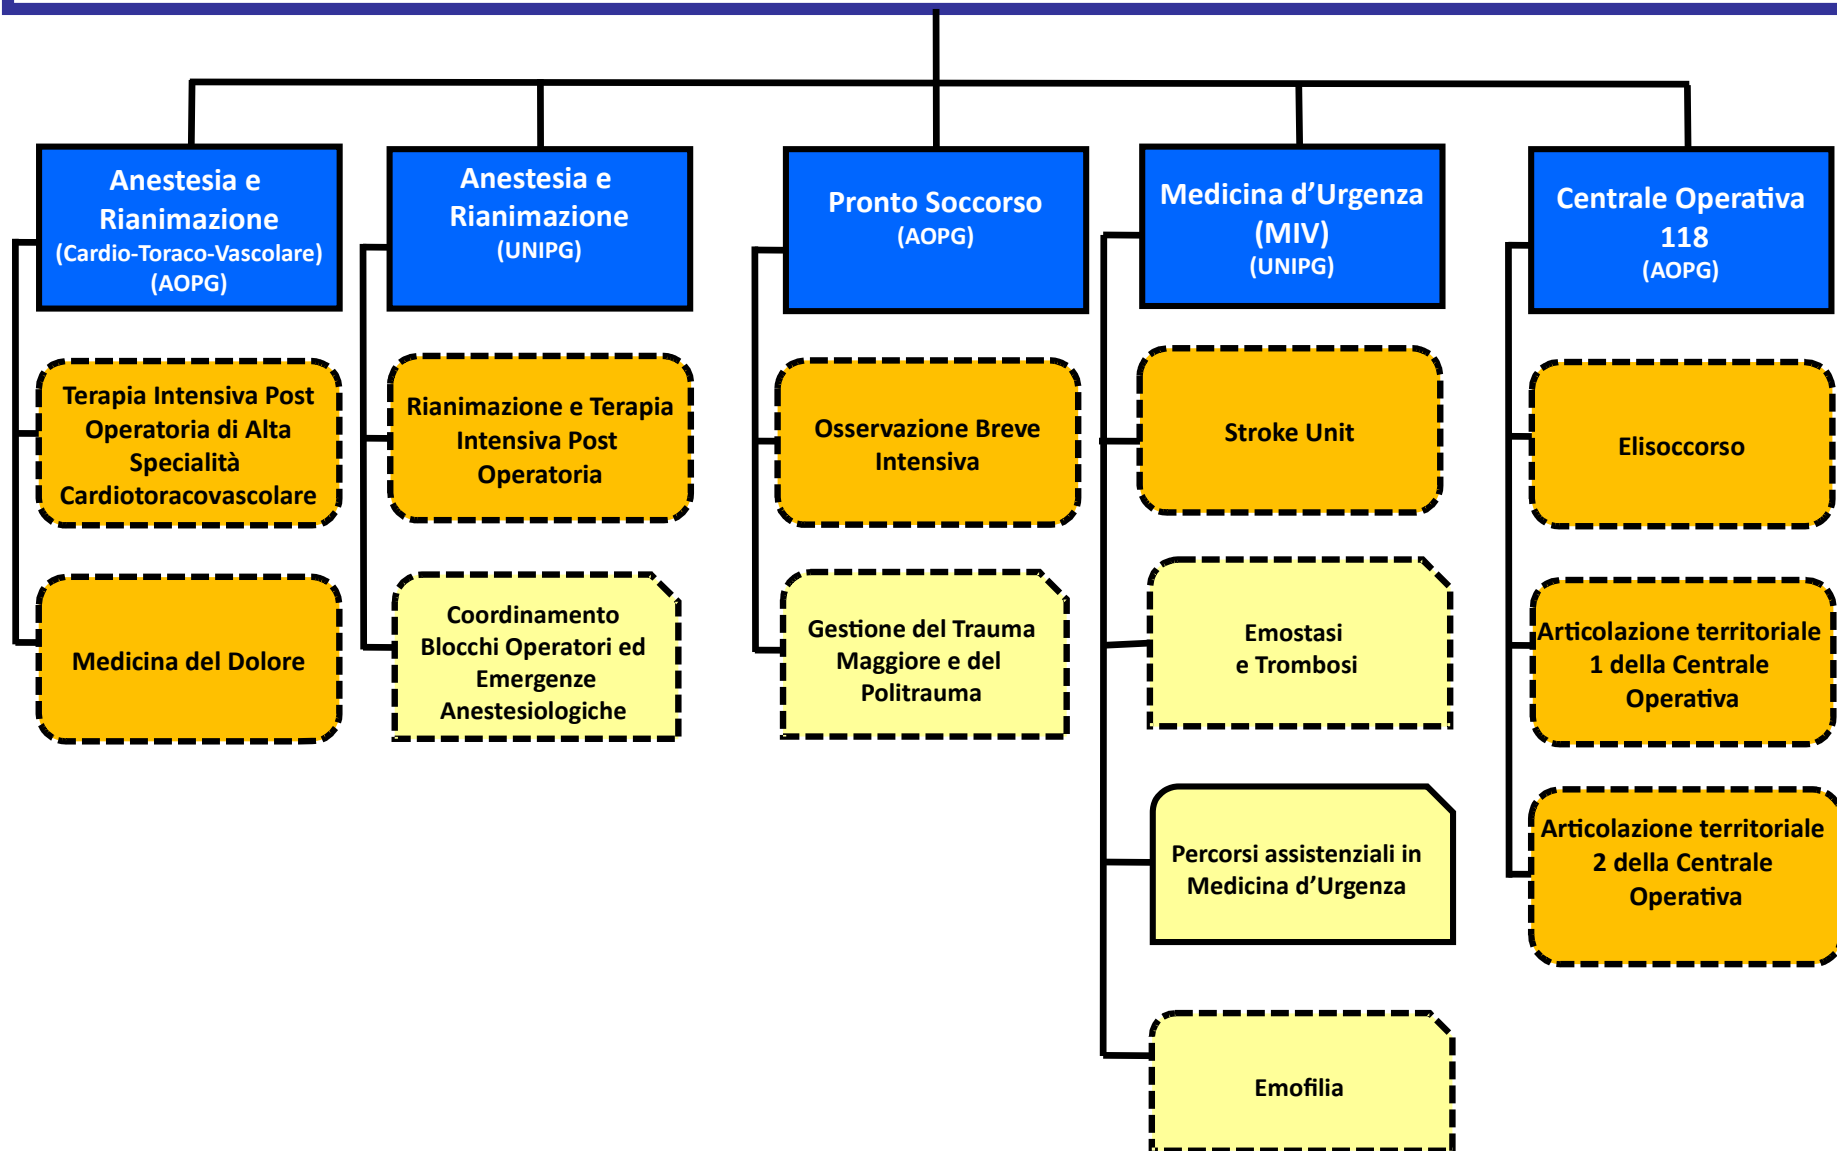 Anestesia e
Rianimazione
(Cardio-Toraco-Vascolare)
(AOPG)
Anestesia e
Rianimazione
(UNIPG)
Pronto Soccorso
(AOPG)
Medicina d’Urgenza
(MIV)
(UNIPG)
Centrale Operativa
118
(AOPG)
Terapia Intensiva Post
Operatoria di Alta
Specialità
Cardiotoracovascolare
Rianimazione e Terapia
Intensiva Post
Operatoria
Osservazione Breve
Intensiva
Stroke Unit
Elisoccorso
Medicina del Dolore
Coordinamento
Blocchi Operatori ed
Emergenze
Anestesiologiche
Gestione del Trauma
Maggiore e del
Politrauma
Emostasi
e Trombosi
Articolazione territoriale
1 della Centrale
Operativa
Percorsi assistenziali in
Medicina d’Urgenza
Articolazione territoriale
2 della Centrale
Operativa
Emofilia